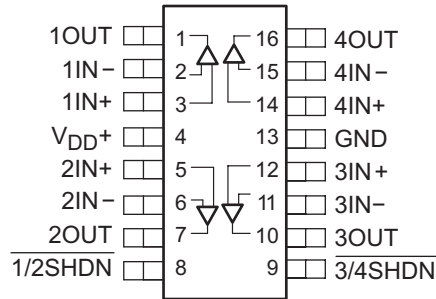 1OUT 1 16 4OUT
1IN− 2 15 4IN−
1IN+ 3 14 4IN+
VDD+ 4 13 GND
2IN+ 5 12 3IN+
2IN− 6 11 3IN−
2OUT 7 10 3OUT
1/2SHDN 8 9 3/4SHDN